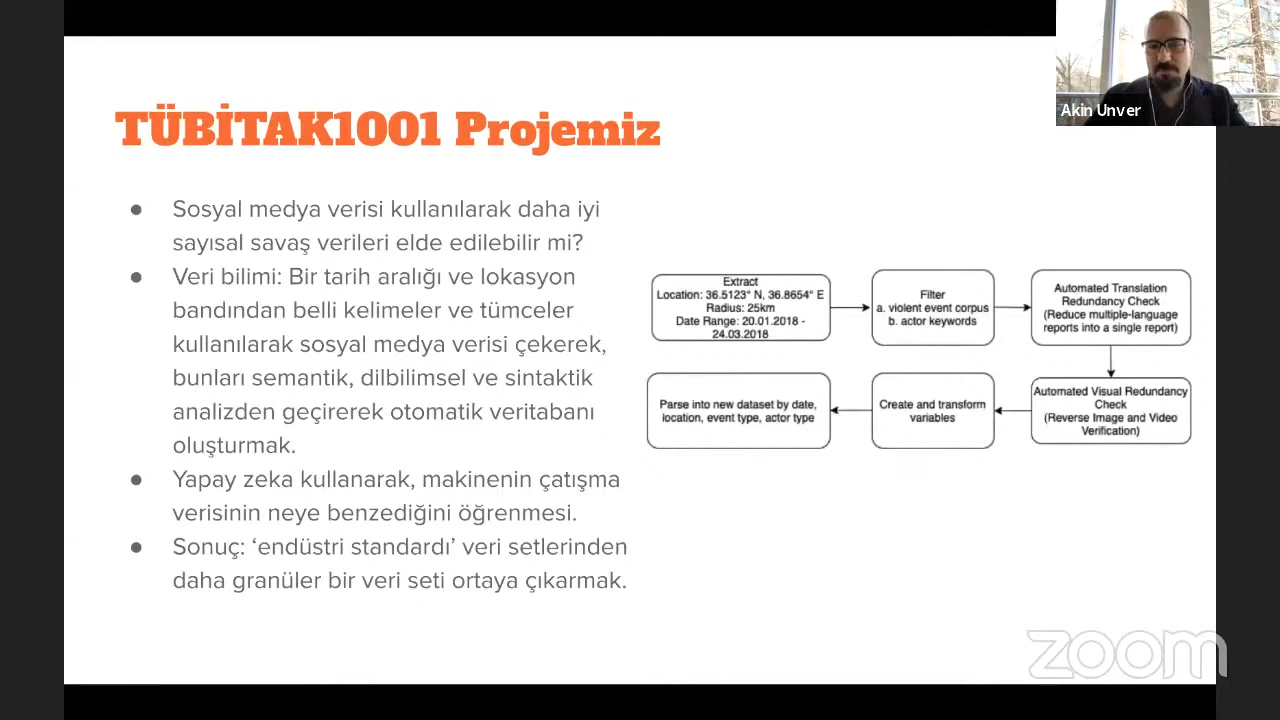 Akin Unver
TÜBİTAK1001 Projemiz
● Sosyal medya verisi kullanılarak daha iyi
sayısal savaş verileri elde edilebilir mi?
● Veri bilimi: Bir tarih aralığı ve lokasyon
bandından belli kelimeler ve tümceler
kullanılarak sosyal medya verisi çekerek,
bunları semantik, dilbilimsel ve sintaktik
analizden geçirerek otomatik veritabanı
oluşturmak.
● Yapay zeka kullanarak, makinenin çatışma
verisinin neye benzediğini öğrenmesi.
● Sonuç: ‘endüstri standardı’ veri setlerinden
daha granüler bir veri seti ortaya çıkarmak.
Extract
Location: 36.5123° N, 36.8654° E
Radius: 25km
Date Range: 20.01.2018 -
24.03.2018
Filter
a. violent event corpus
b. actor keywords
Automated Translation
Redundancy Check
(Reduce multiple-language
reports into a single report)
Automated Visual Redundancy
Check
(Reverse Image and Video
Verification)
Create and transform
variables
Parse into new dataset by date,
location, event type, actor type
zoom